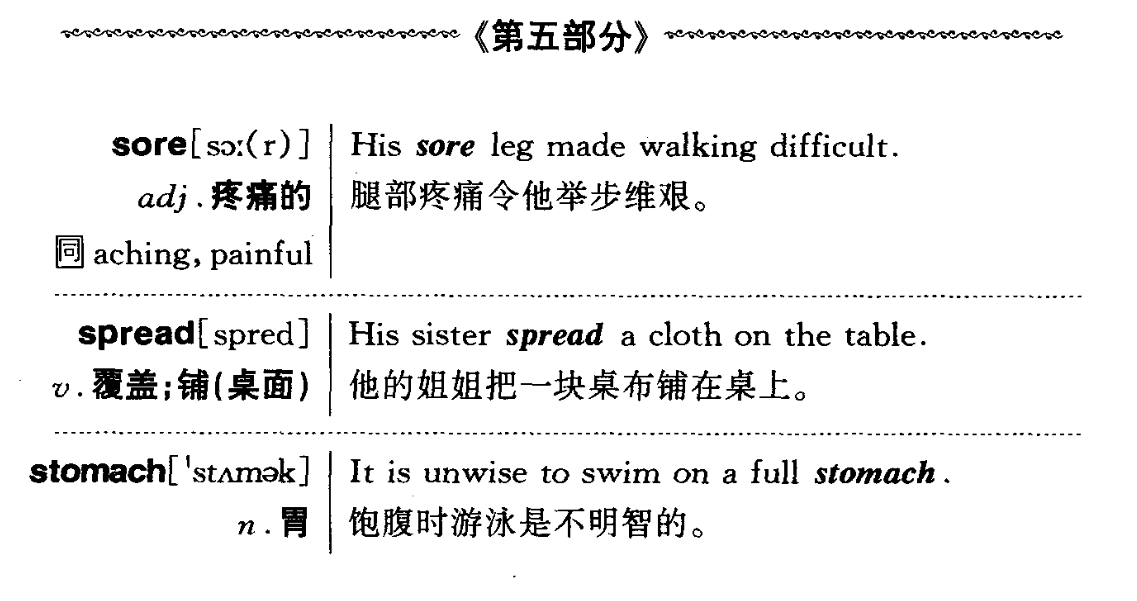 《第五部分》
sore[sɔː(r)] His sore leg made walking difficult.
adj.疼痛的 腿部疼痛令他举步维艰。
同 aching, painful
spread[spred] His sister spread a cloth on the table.
v.覆盖;铺(桌面) 他的姐姐把一块桌布铺在桌上。
stomach[ˈstʌmək] It is unwise to swim on a full stomach.
n.胃 饱腹时游泳是不明智的。